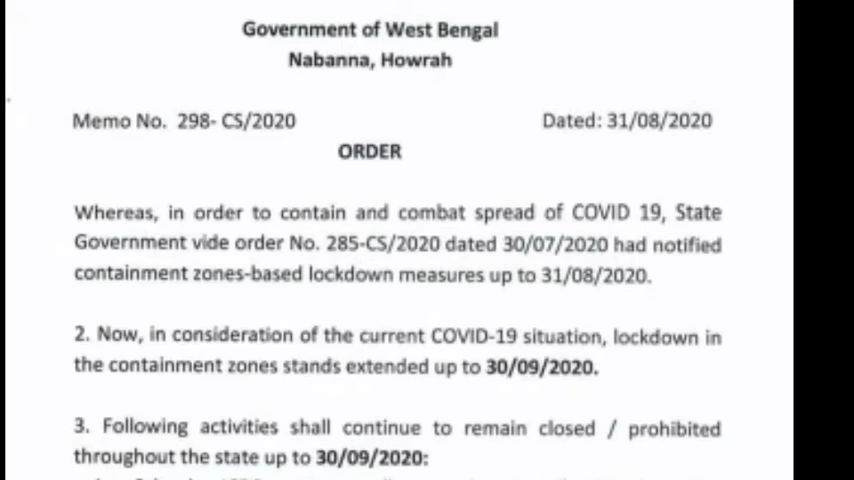 Government of West Bengal
Nabanna, Howrah
Memo No. 298- CS/2020 Dated: 31/08/2020
ORDER
Whereas, in order to contain and combat spread of COVID 19, State
Government vide order No. 285-CS/2020 dated 30/07/2020 had notified
containment zones-based lockdown measures up to 31/08/2020.
2. Now, in consideration of the current COVID-19 situation, lockdown in
the containment zones stands extended up to 30/09/2020.
3. Following activities shall continue to remain closed / prohibited
throughout the state up to 30/09/2020: